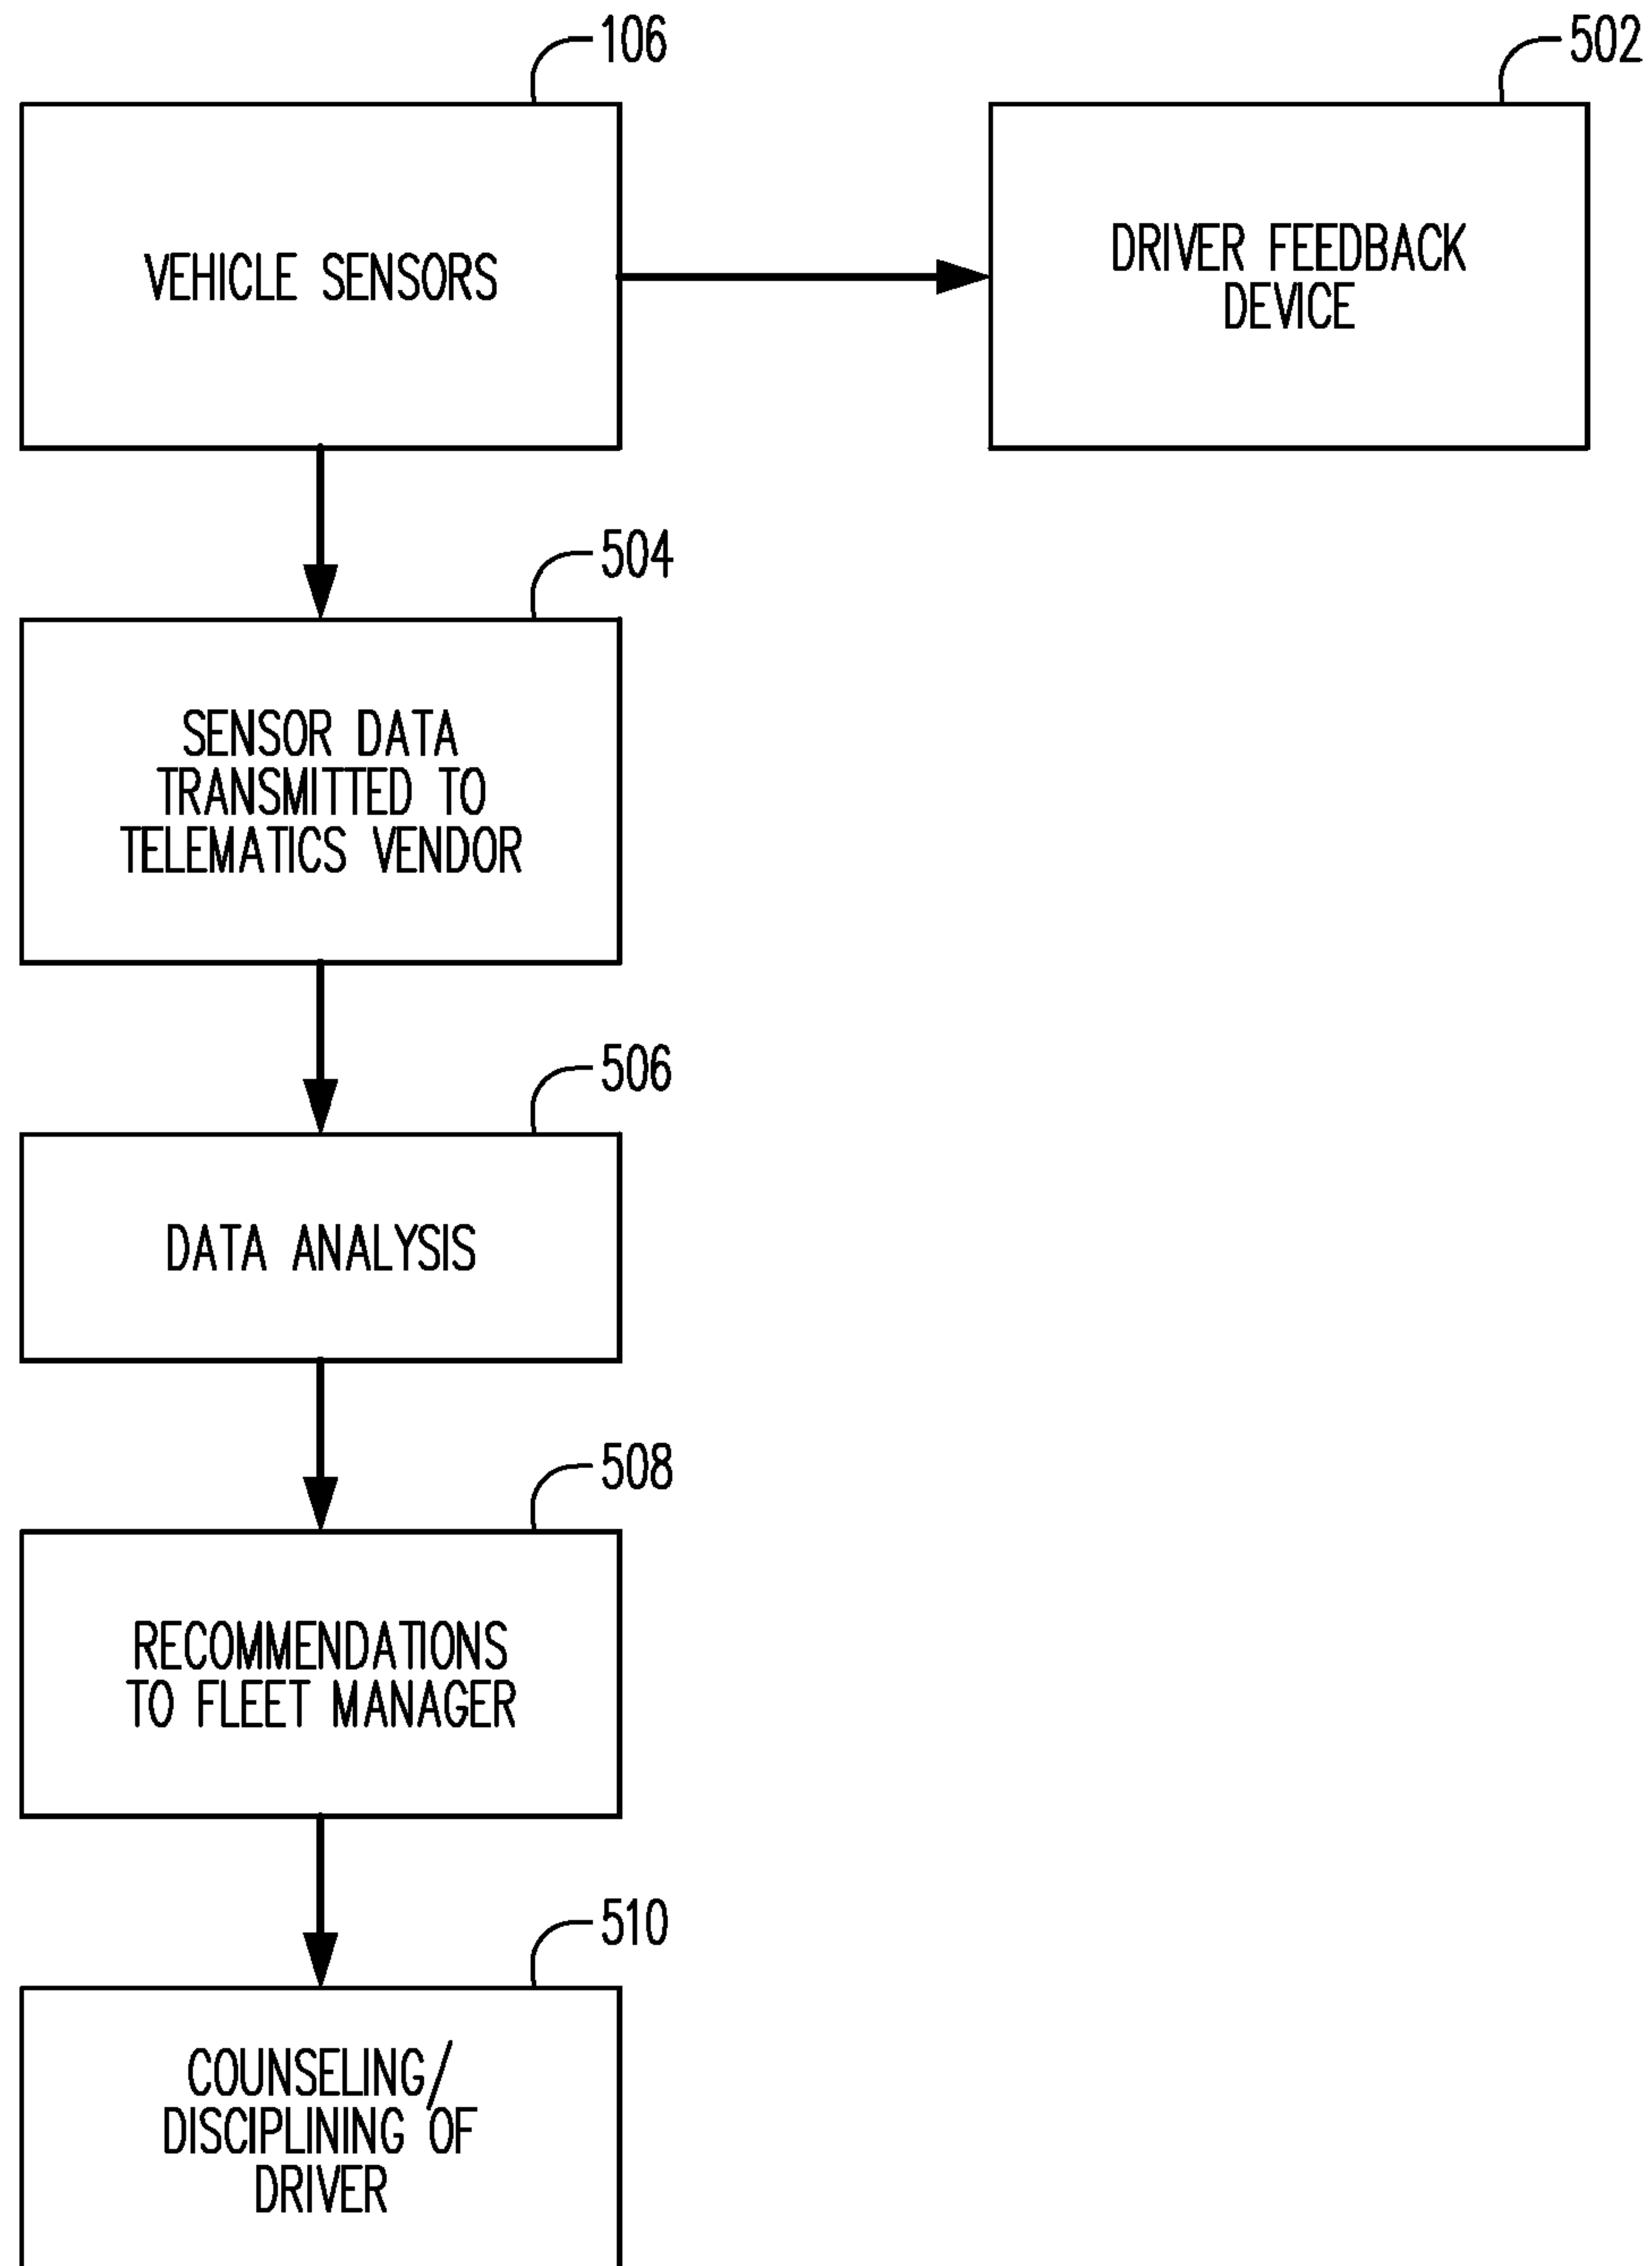 106
502
VEHICLE SENSORS
DRIVER FEEDBACK
DEVICE
504
SENSOR DATA
TRANSMITTED TO
TELEMATICS VENDOR
506
DATA ANALYSIS
508
RECOMMENDATIONS
TO FLEET MANAGER
510
COUNSELING/
DISCIPLINING OF
DRIVER